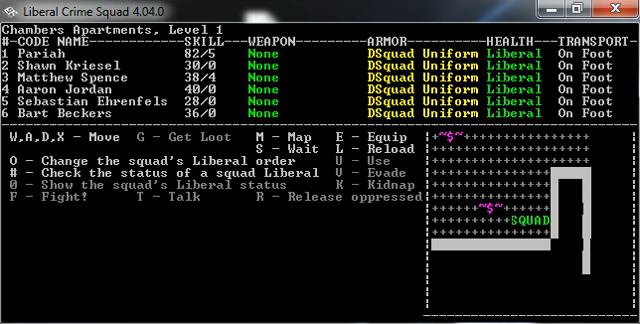 Liberal Crime Squad 4.04.0
Chambers Apartments, Level 1
#-CODE NAME SKILL WEAPON ARMOR HEALTH TRANSPORT
1 Pariah 82/5 None DSquad Uniform Liberal On Foot
2 Shawn Kriesel 30/0 None DSquad Uniform Liberal On Foot
3 Matthew Spence 38/4 None DSquad Uniform Liberal On Foot
4 Aaron Jordan 40/0 None DSquad Uniform Liberal On Foot
5 Sebastian Ehrenfels 28/0 None DSquad Uniform Liberal On Foot
6 Bart Beckers 36/0 None DSquad Uniform Liberal On Foot
W,A,D,X - Move G - Get Loot M - Map E - Equip
S - Wait L - Reload
O - Change the squad's Liberal order U - Use
# - Check the status of a squad Liberal V - Evade
0 - Show the squad's Liberal status K - Kidnap
F - Fight! T - Talk R - Release oppressed
~$~
~$~
SQUAD